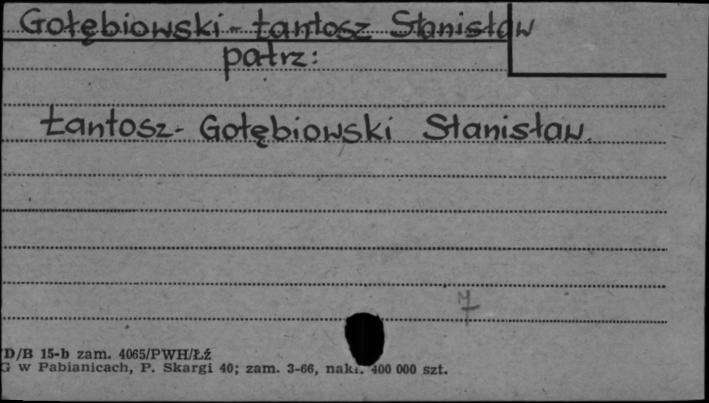 Gołębiowski - Łantosz Stanisław
patrz:
Łantosz - Gołębiowski Stanisław
7
D/B 15-b zam. 4065/PWH/ŁŹ
G w Pabianicach, P. Skargi 40; zam. 3-66, nakł. 400 000 szt.